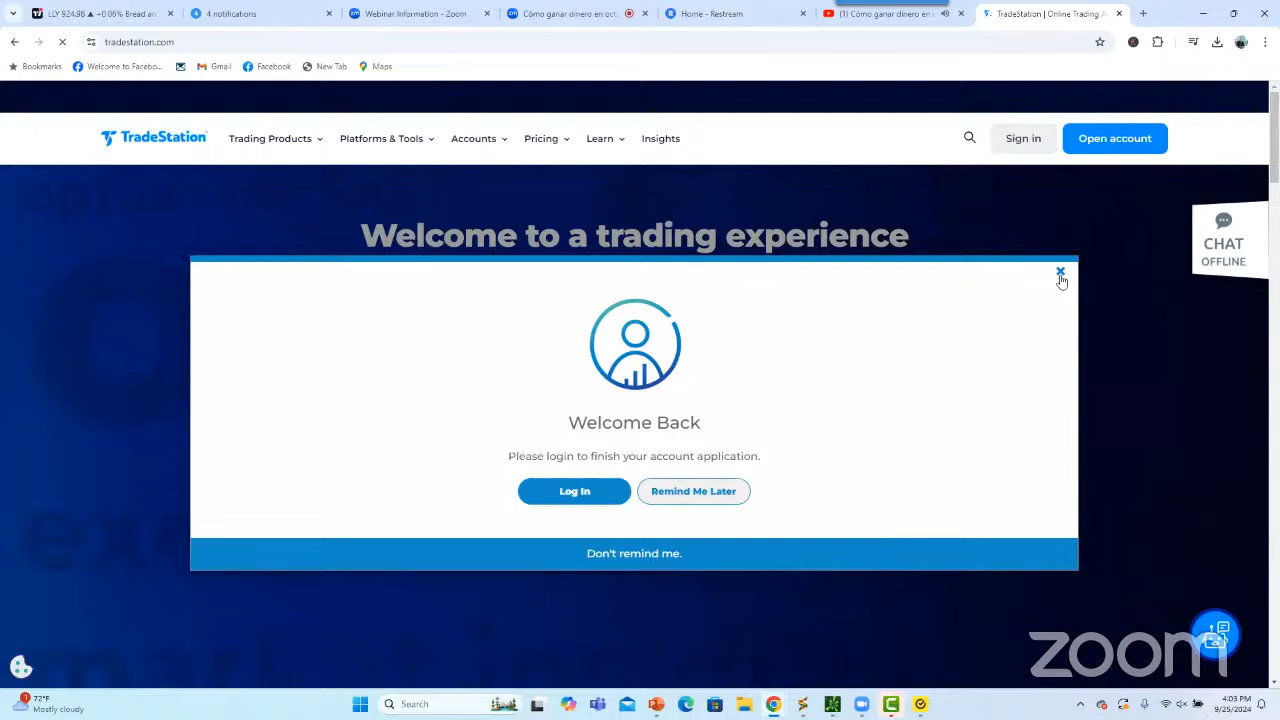 LLY 924.98 ▲ +0.06% Read mor
4 notifications
Webinar Information - Zoom
Cómo ganar dinero en oct
Home - Restream
Cómo ganar dinero en
TradeStation | Online Trading A
tradestation.com
Bookmarks
Welcome to Facebo...
Gmail
Facebook
New Tab
Maps
TradeStation
Trading Products
Platforms & Tools
Accounts
Pricing
Learn
Insights
Sign in
Open account
Welcome to a trading experience
CHAT
OFFLINE
Welcome Back
Please login to finish your account application.
Log In
Remind Me Later
Don't remind me.
zoom
72°F
Mostly cloudy
Search
4:03 PM
9/25/2024